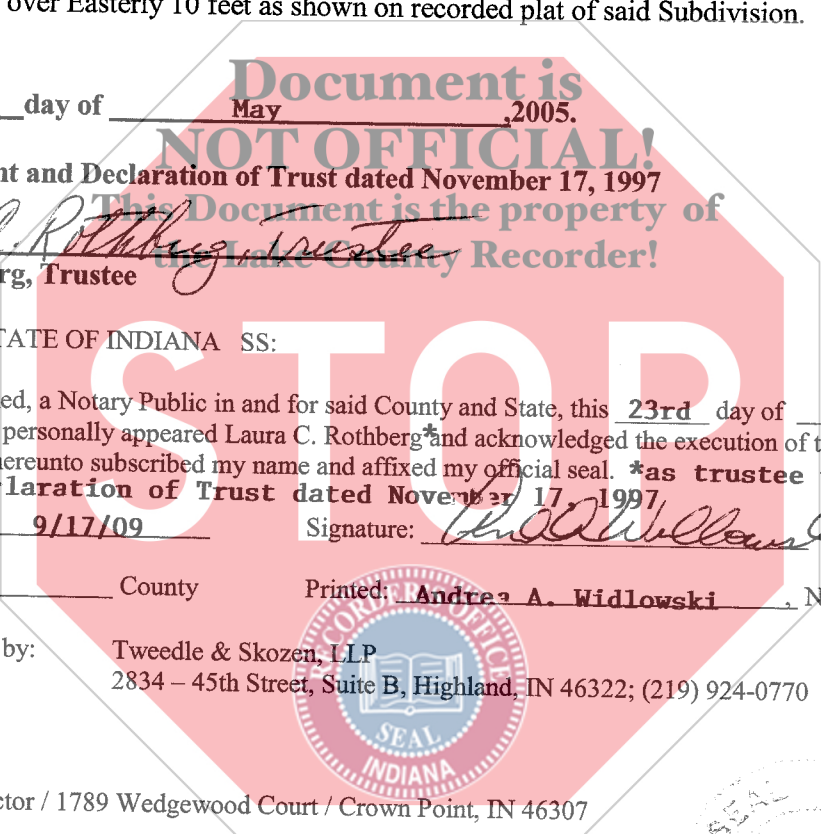 over Easterly 10 feet as shown on recorded plat of said Subdivision.
Document is
day of May ,2005.
NOT OFFICIAL!
nt and Declaration of Trust dated November 17, 1997
This Document is the property of
Rothberg, Trustee
the Lake County Recorder!
rg, Trustee
STOP
TATE OF INDIANA SS:
ed, a Notary Public in and for said County and State, this 23rd day of
personally appeared Laura C. Rothberg*and acknowledged the execution of t
hereunto subscribed my name and affixed my official seal. *as trustee
laration of Trust dated November 17, 1997
9/17/09 Signature:
County Printed: Andrea A. Widlowski , N
RECORDER'S OFFICE
by: Tweedle & Skozen, LLP
2834 – 45th Street, Suite B, Highland, IN 46322; (219) 924-0770
SEAL
INDIANA
ctor / 1789 Wedgewood Court / Crown Point, IN 46307
SEAL